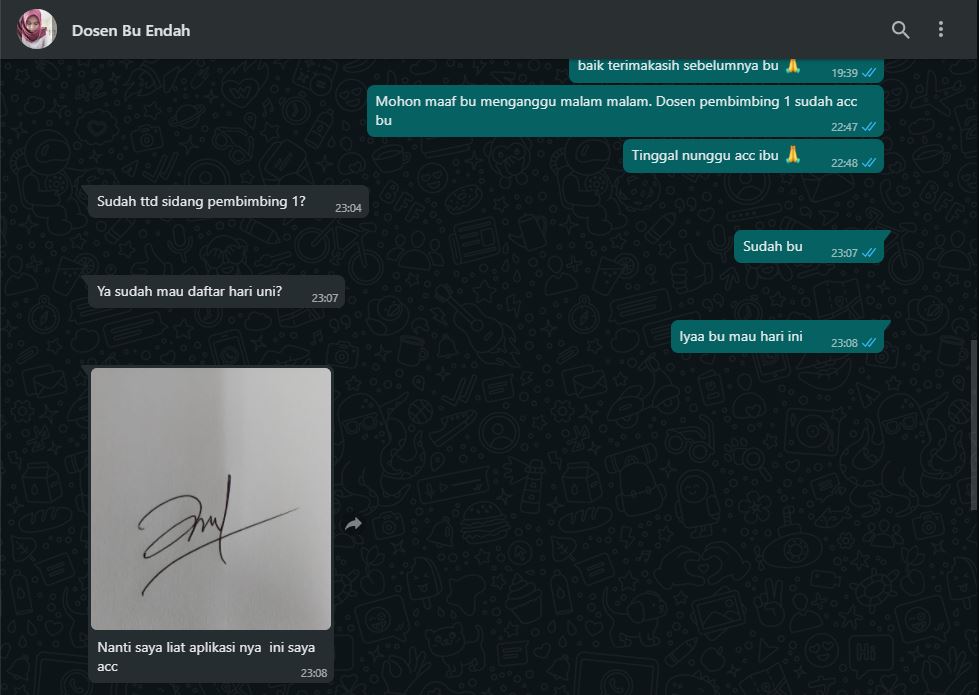 Dosen Bu Endah
baik terimakasih sebelumnya bu 🙏
19:39
Mohon maaf bu menganggu malam malam. Dosen pembimbing 1 sudah acc
bu
22:47
Tinggal nunggu acc ibu 🙏
22:48
Sudah ttd sidang pembimbing 1?
23:04
Sudah bu
23:07
Ya sudah mau daftar hari uni?
23:07
Iyaa bu mau hari ini
23:08
Nanti saya liat aplikasi nya ini saya
acc
23:08